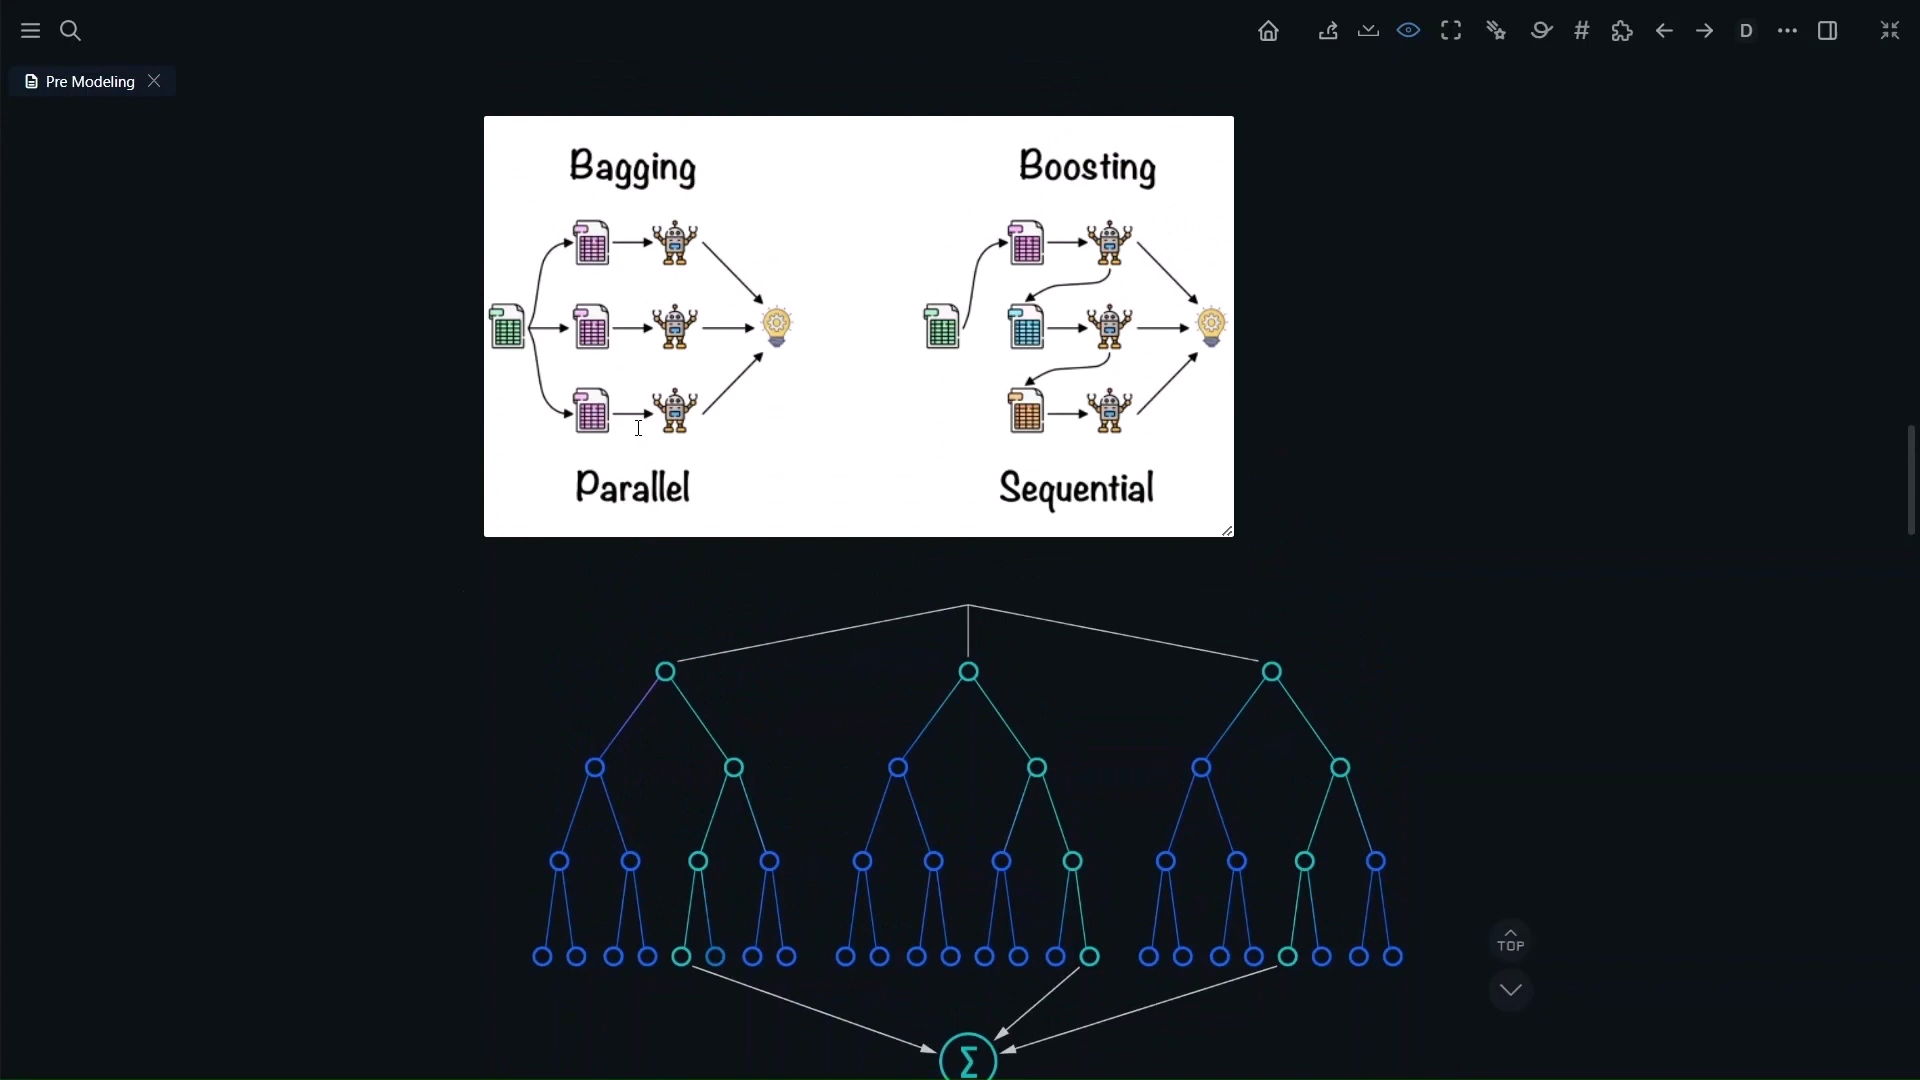 D
Pre Modeling
Bagging
Boosting
Parallel
Sequential
TOP
Σ